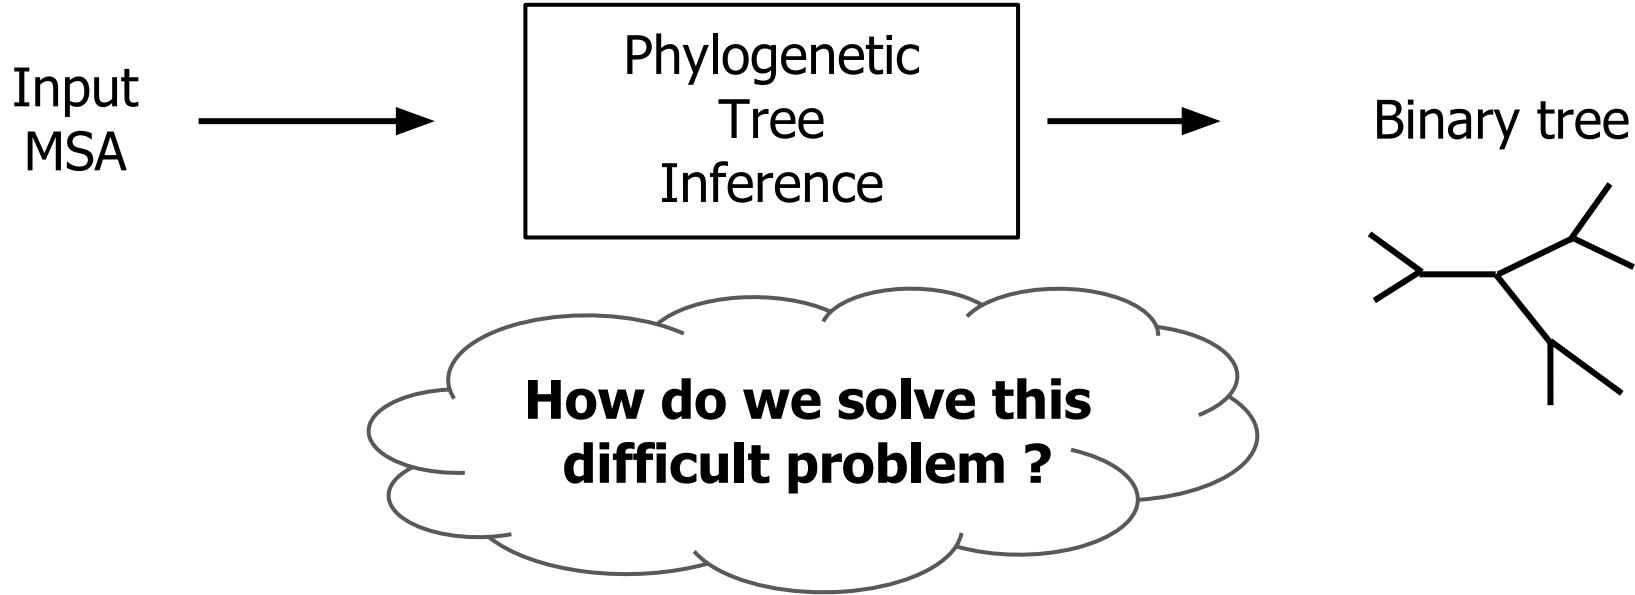 Input
MSA
Phylogenetic
Tree
Inference
Binary tree
How do we solve this
difficult problem ?